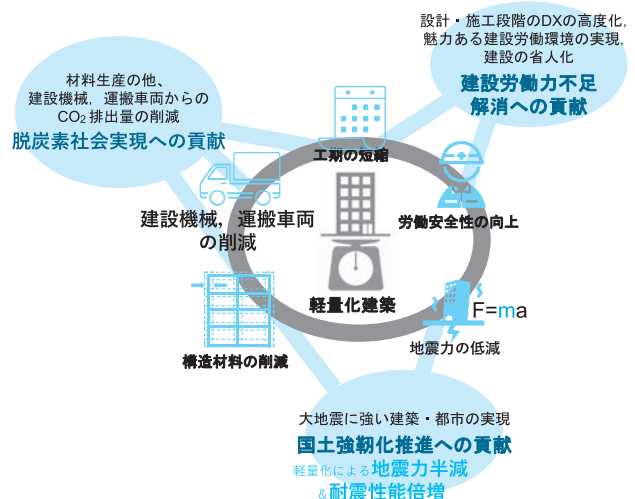 設計・施工段階のDXの高度化,
魅力ある建設労働環境の実現,
建設の省人化
建設労働力不足
解消への貢献
材料生産の他、
建設機械, 運搬車両からの
CO₂ 排出量の削減
脱炭素社会実現への貢献
工期の短縮
建設機械, 運搬車両
の削減
労働安全性の向上
軽量化建築
F=ma
地震力の低減
構造材料の削減
大地震に強い建築・都市の実現
国土強靭化推進への貢献
軽量化による地震力半減
&耐震性能倍増